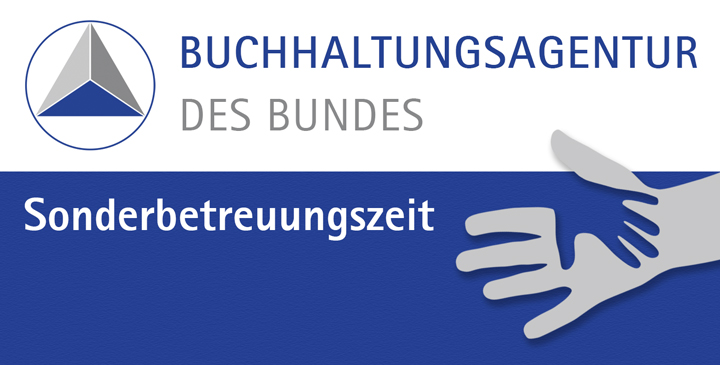 BUCHHALTUNGSAGENTUR
DES BUNDES
Sonderbetreuungszeit